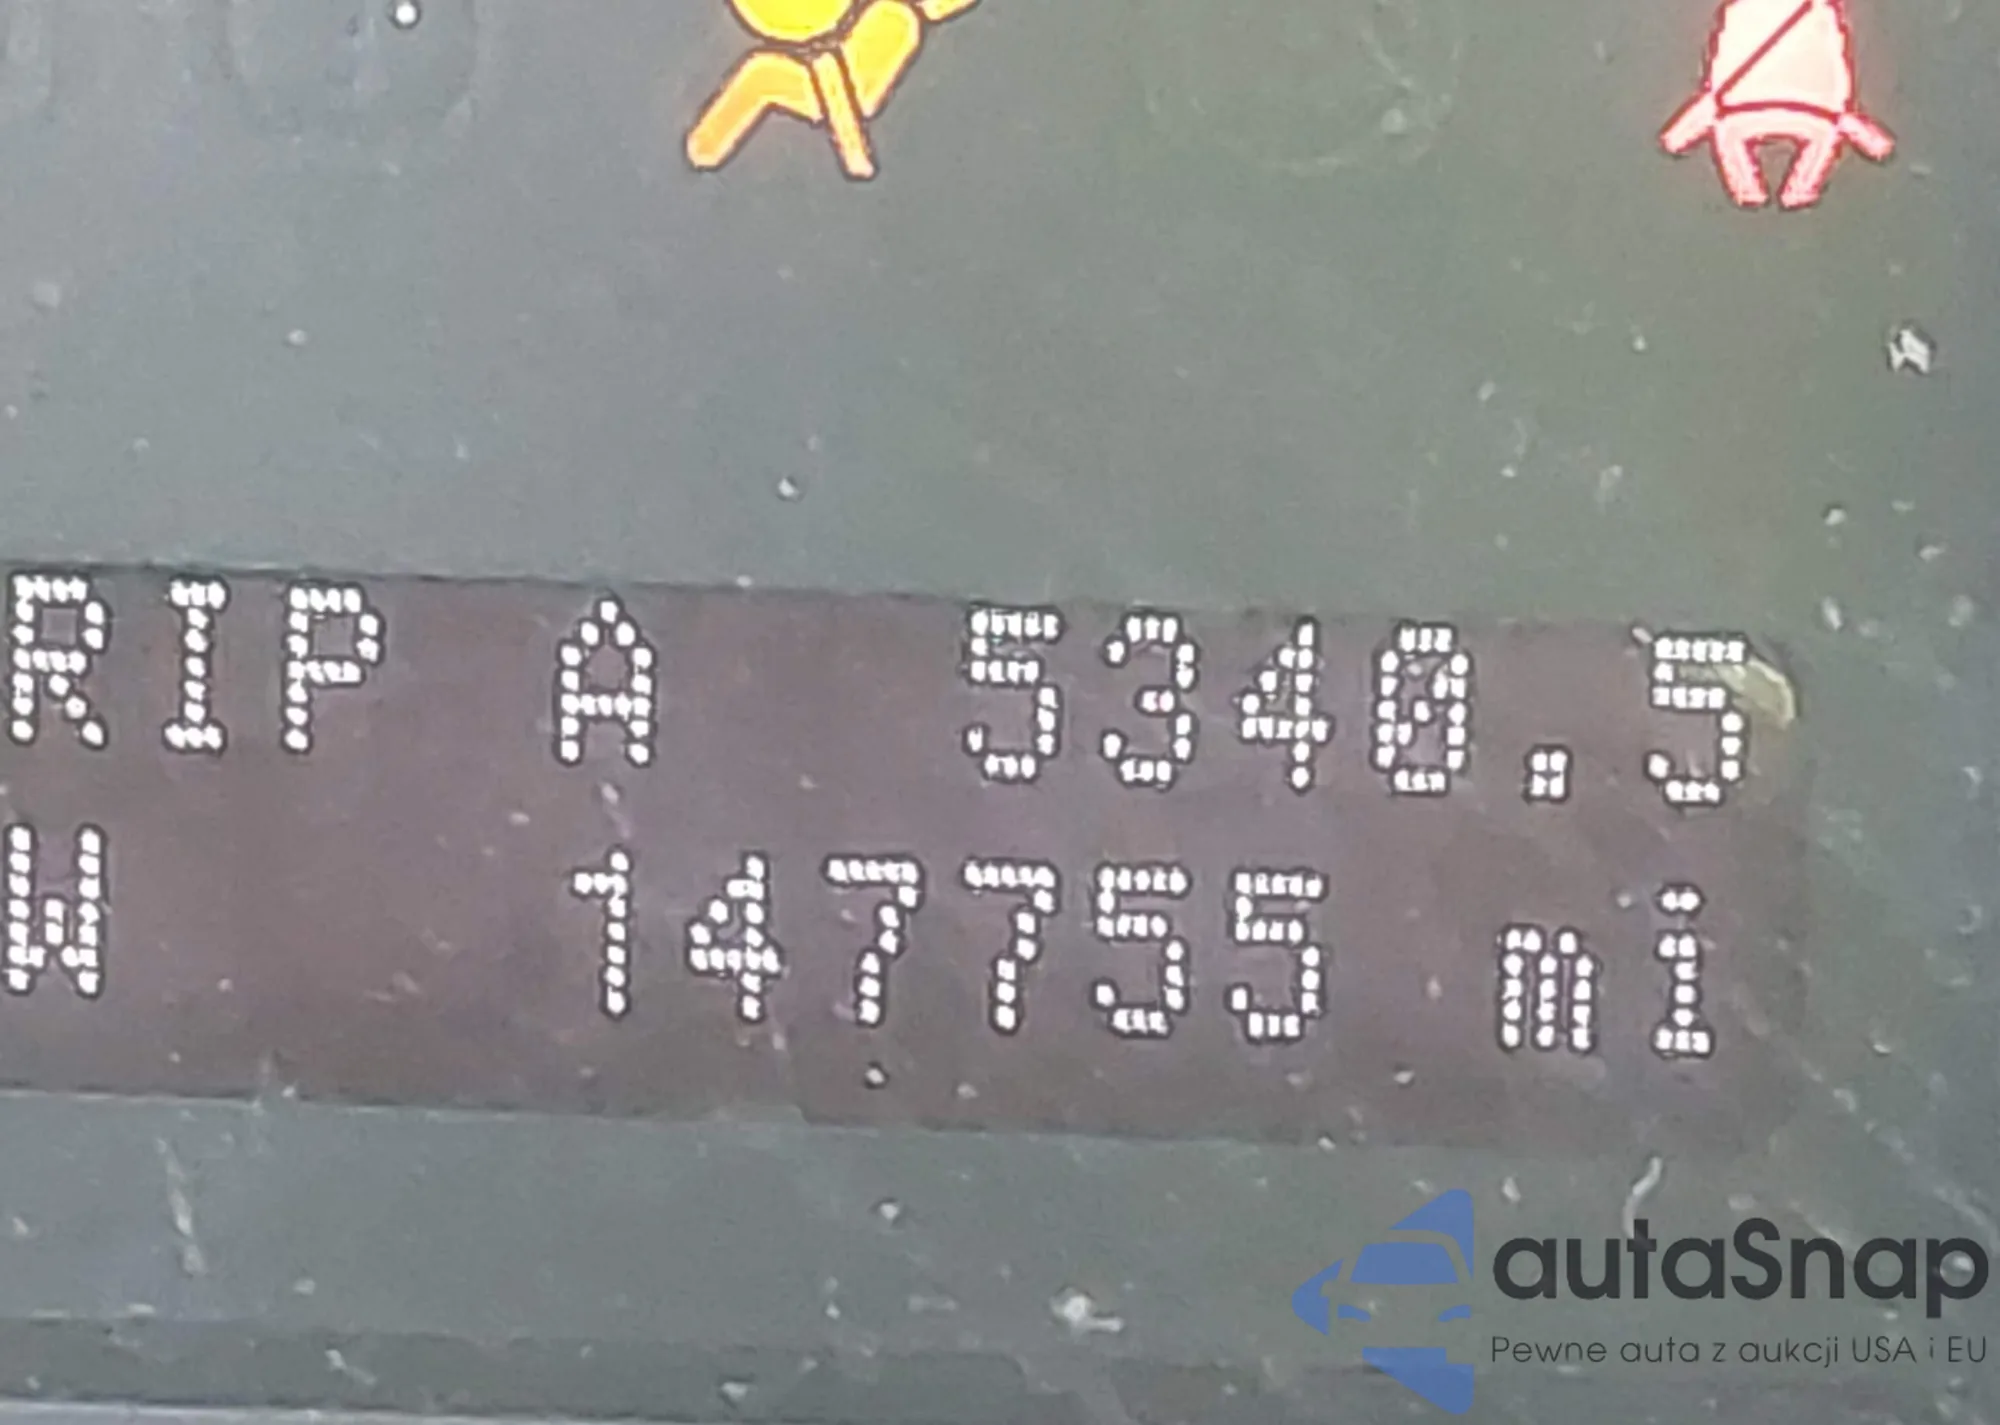 RIP A 5340.5
W 147755 mi
autaSnap
Pewne auta z aukcji USA i EU